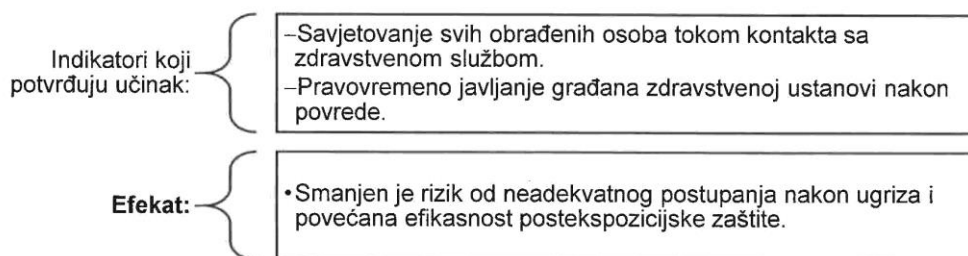 Indikatori koji
potvrđuju učinak:
–Savjetovanje svih obrađenih osoba tokom kontakta sa
zdravstvenom službom.
–Pravovremeno javljanje građana zdravstvenoj ustanovi nakon
povrede.
Efekat:
•Smanjen je rizik od neadekvatnog postupanja nakon ugriza i
povećana efikasnost postekspozicijske zaštite.